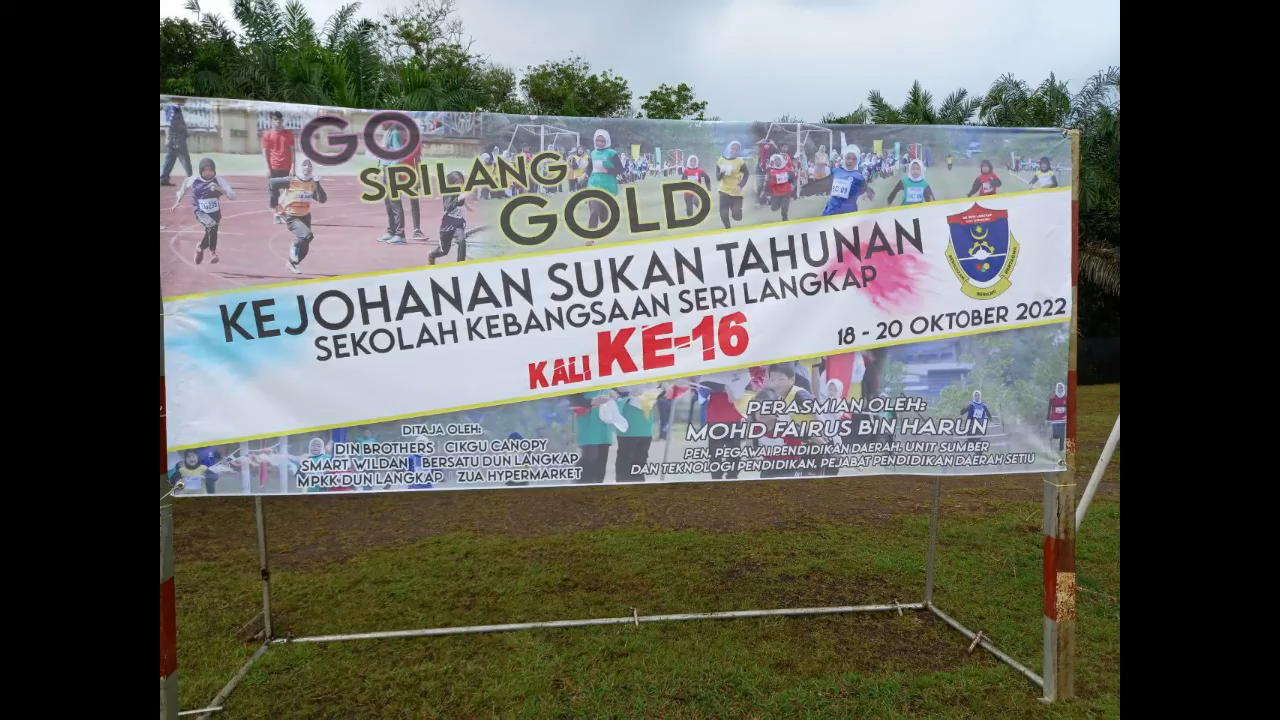 GO
SRILANG
GOLD
KEJOHANAN SUKAN TAHUNAN
SEKOLAH KEBANGSAAN SERI LANGKAP
KALI KE-16
18 - 20 OKTOBER 2022
DITAJA OLEH:
DIN BROTHERS CIKGU CANOPY
SMART WILDAN BERSATU DUN LANGKAP
MPKK DUN LANGKAP ZUA HYPERMARKET
PERASMIAN OLEH:
MOHD FAIRUS BIN HARUN
PEN. PEGAWAI PENDIDIKAN DAERAH, UNIT SUMBER
DAN TEKNOLOGI PENDIDIKAN, PEJABAT PENDIDIKAN DAERAH SETIU